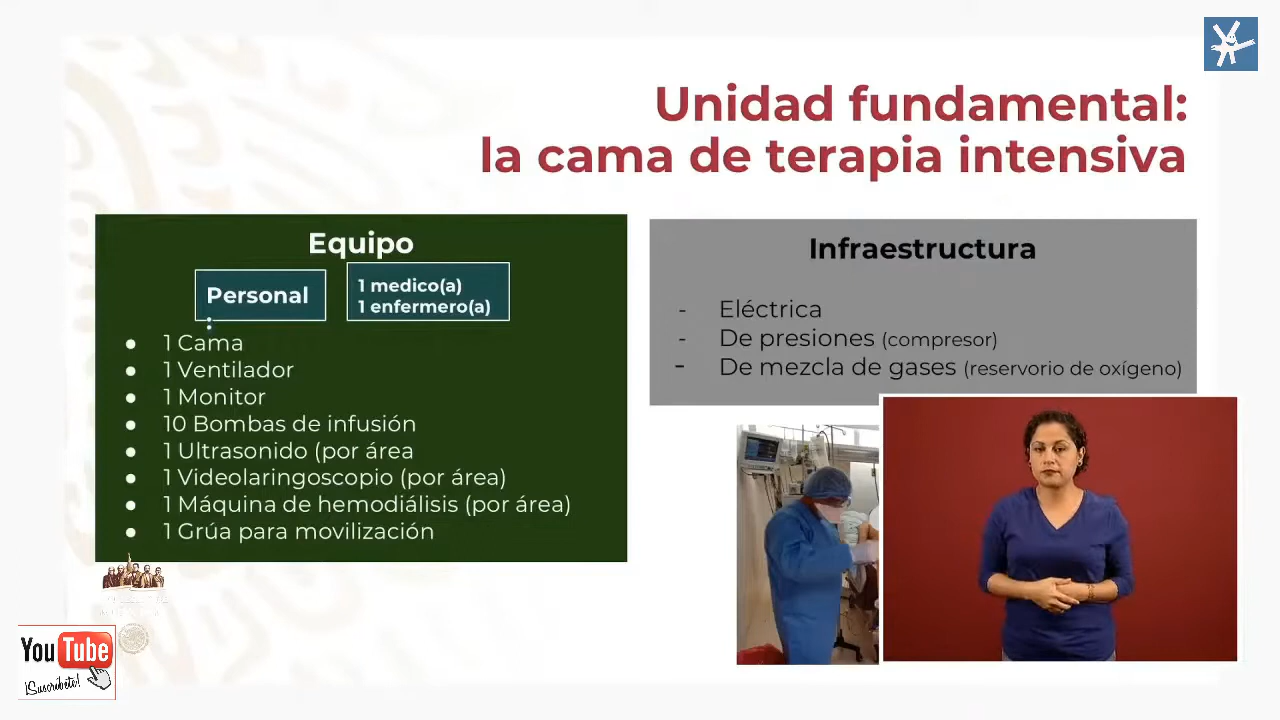 Unidad fundamental:
la cama de terapia intensiva
Equipo
Personal
:
1 medico(a)
1 enfermero(a)
● 1 Cama
● 1 Ventilador
● 1 Monitor
● 10 Bombas de infusión
● 1 Ultrasonido (por área
● 1 Videolaringoscopio (por área)
● 1 Máquina de hemodiálisis (por área)
● 1 Grúa para movilización
Infraestructura
- Eléctrica
- De presiones (compresor)
- De mezcla de gases (reservorio de oxígeno)
You Tube
¡Suscríbete!